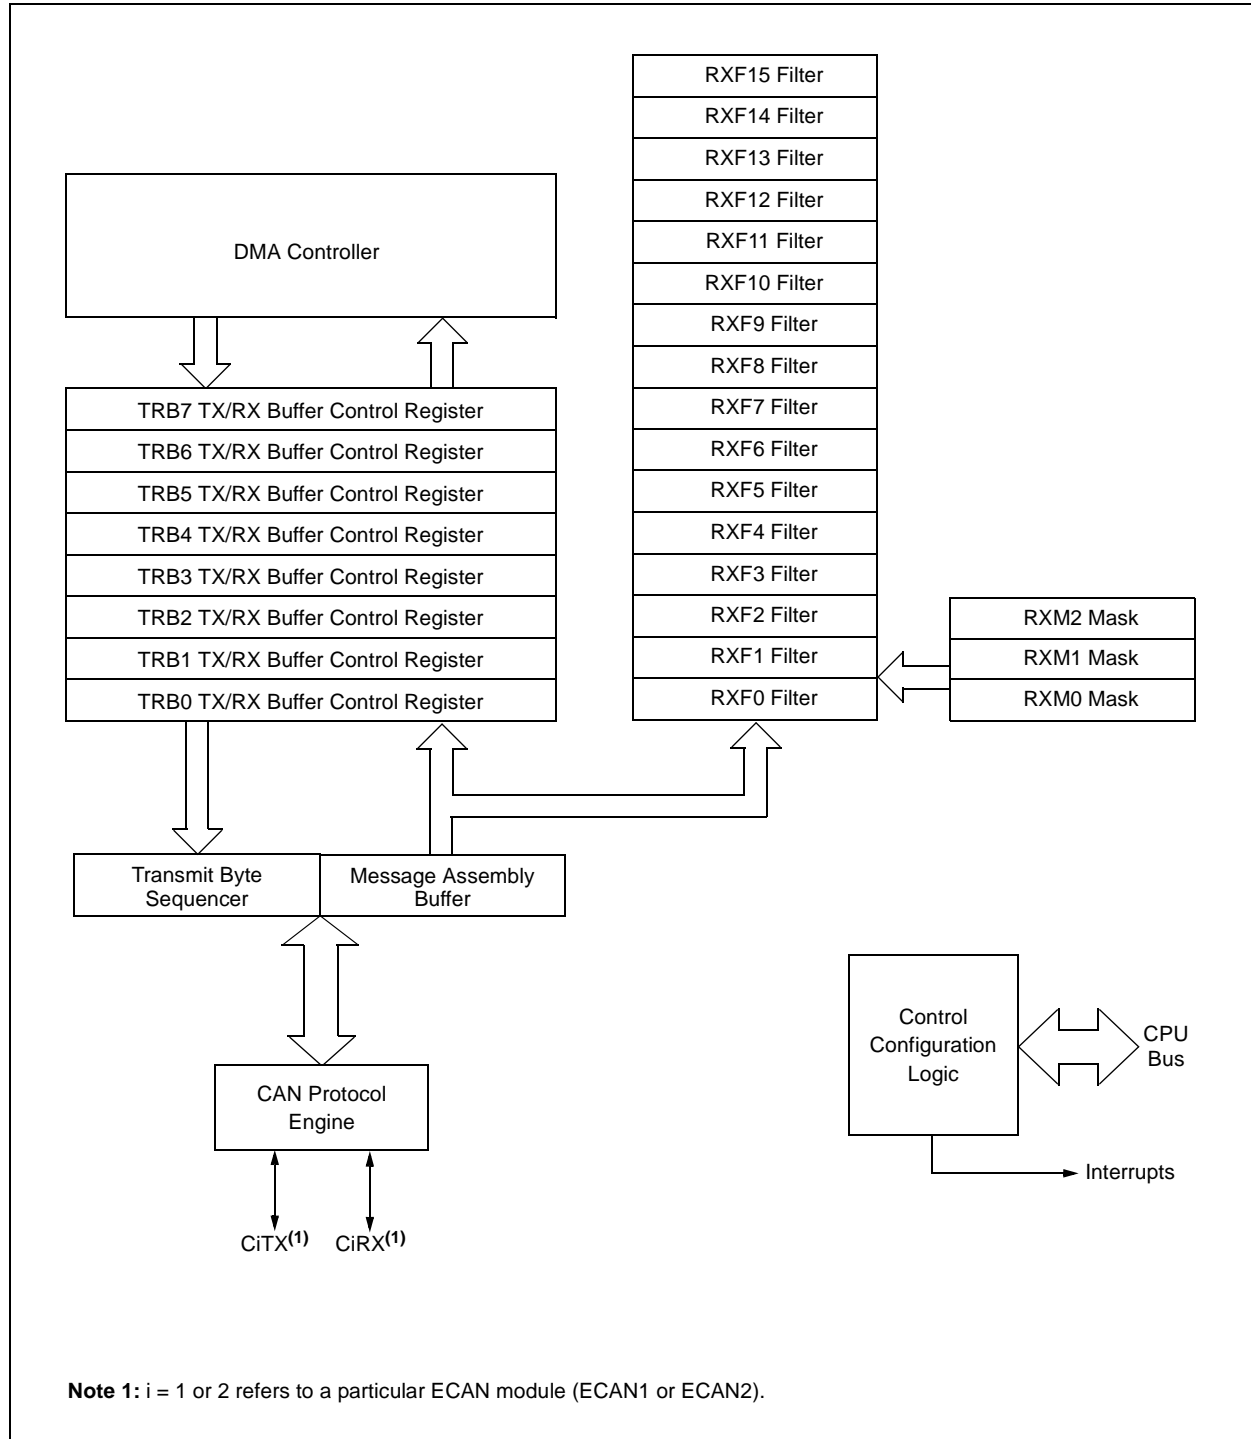 RXF15 Filter
RXF14 Filter
RXF13 Filter
RXF12 Filter
RXF11 Filter
RXF10 Filter
RXF9 Filter
RXF8 Filter
RXF7 Filter
RXF6 Filter
RXF5 Filter
RXF4 Filter
RXF3 Filter
RXF2 Filter
RXF1 Filter
RXF0 Filter
DMA Controller
TRB7 TX/RX Buffer Control Register
TRB6 TX/RX Buffer Control Register
TRB5 TX/RX Buffer Control Register
TRB4 TX/RX Buffer Control Register
TRB3 TX/RX Buffer Control Register
TRB2 TX/RX Buffer Control Register
TRB1 TX/RX Buffer Control Register
TRB0 TX/RX Buffer Control Register
RXM2 Mask
RXM1 Mask
RXM0 Mask
Transmit Byte
Sequencer
Message Assembly
Buffer
CAN Protocol
Engine
CiTX(1)
CiRX(1)
Control
Configuration
Logic
CPU
Bus
Interrupts
Note 1: i = 1 or 2 refers to a particular ECAN module (ECAN1 or ECAN2).